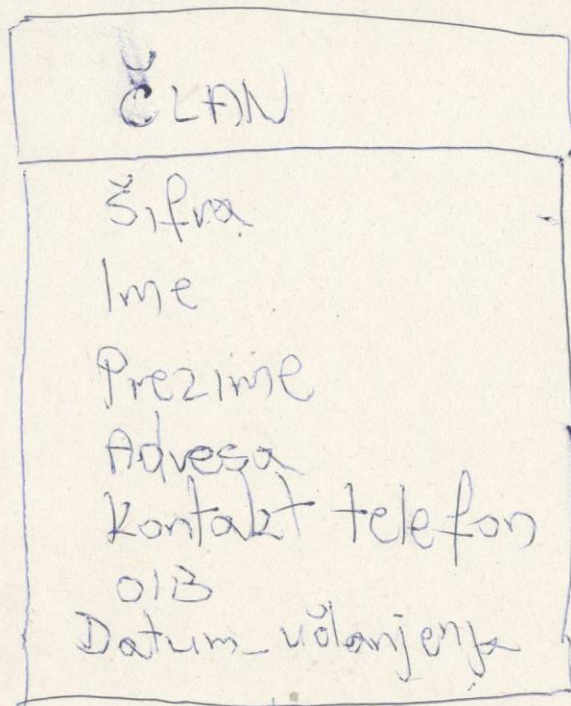 ČLAN
Šifra
Ime
Prezime
Adresa
Kontakt telefon
OIB
Datum_učlanjenja